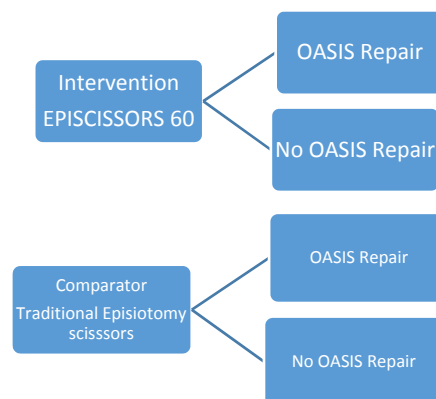 OASIS Repair
Intervention
EPISCISSORS 60
No OASIS Repair
OASIS Repair
Comparator
Traditional Episiotomy
scisssors
No OASIS Repair